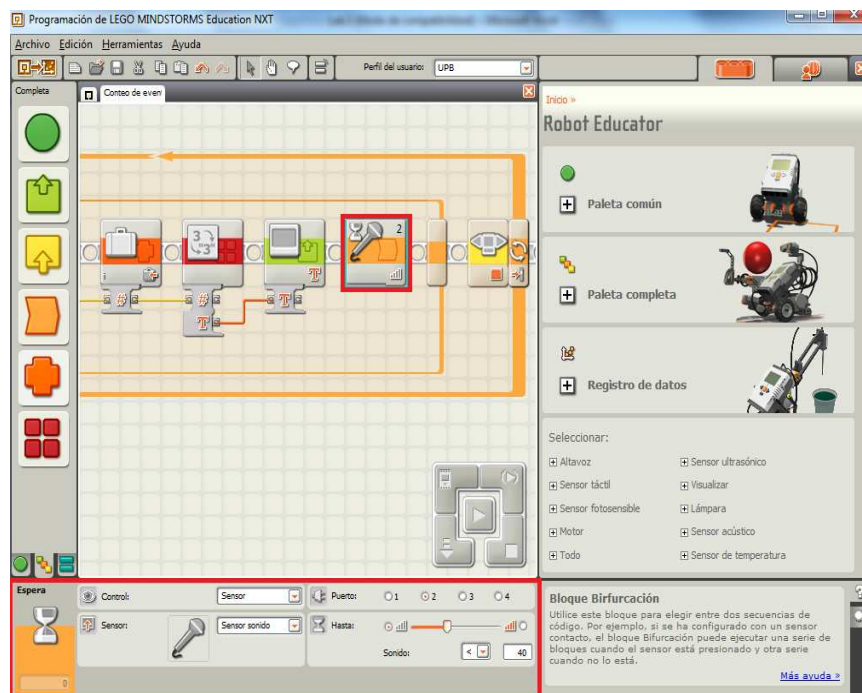 Programación de LEGO MINDSTORMS Education NXT
Archivo Edición Herramientas Ayuda
Perfil del usuario: UPB
Completa
Conteo de even
Inicio »
Robot Educator
Paleta común
Paleta completa
Registro de datos
Seleccionar:
Altavoz
Sensor ultrasónico
Sensor táctil
Visualizar
Sensor fotosensible
Lámpara
Motor
Sensor acústico
Todo
Sensor de temperatura
3
3
2
#
#
T
T
T
T
Espera
Control: Sensor
Puerto: 1 2 3 4
Sensor: Sensor sonido
Hasta:
Sonido: < 40
0
Bloque Birfurcación
Utilice este bloque para elegir entre dos secuencias de
código. Por ejemplo, si se ha configurado con un sensor
contacto, el bloque Bifurcación puede ejecutar una serie de
bloques cuando el sensor está presionado y otra serie
cuando no lo está.
Más ayuda »
?